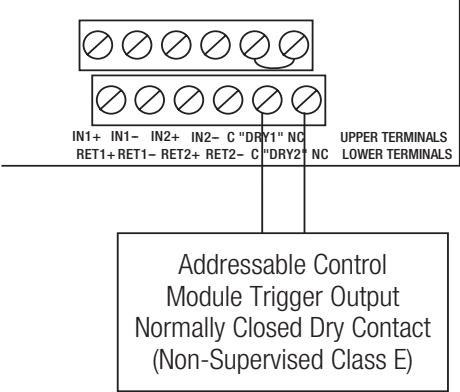 IN1+ IN1– IN2+ IN2– C "DRY1" NC UPPER TERMINALS
RET1+ RET1– RET2+ RET2– C "DRY2" NC LOWER TERMINALS
Addressable Control
Module Trigger Output
Normally Closed Dry Contact
(Non-Supervised Class E)